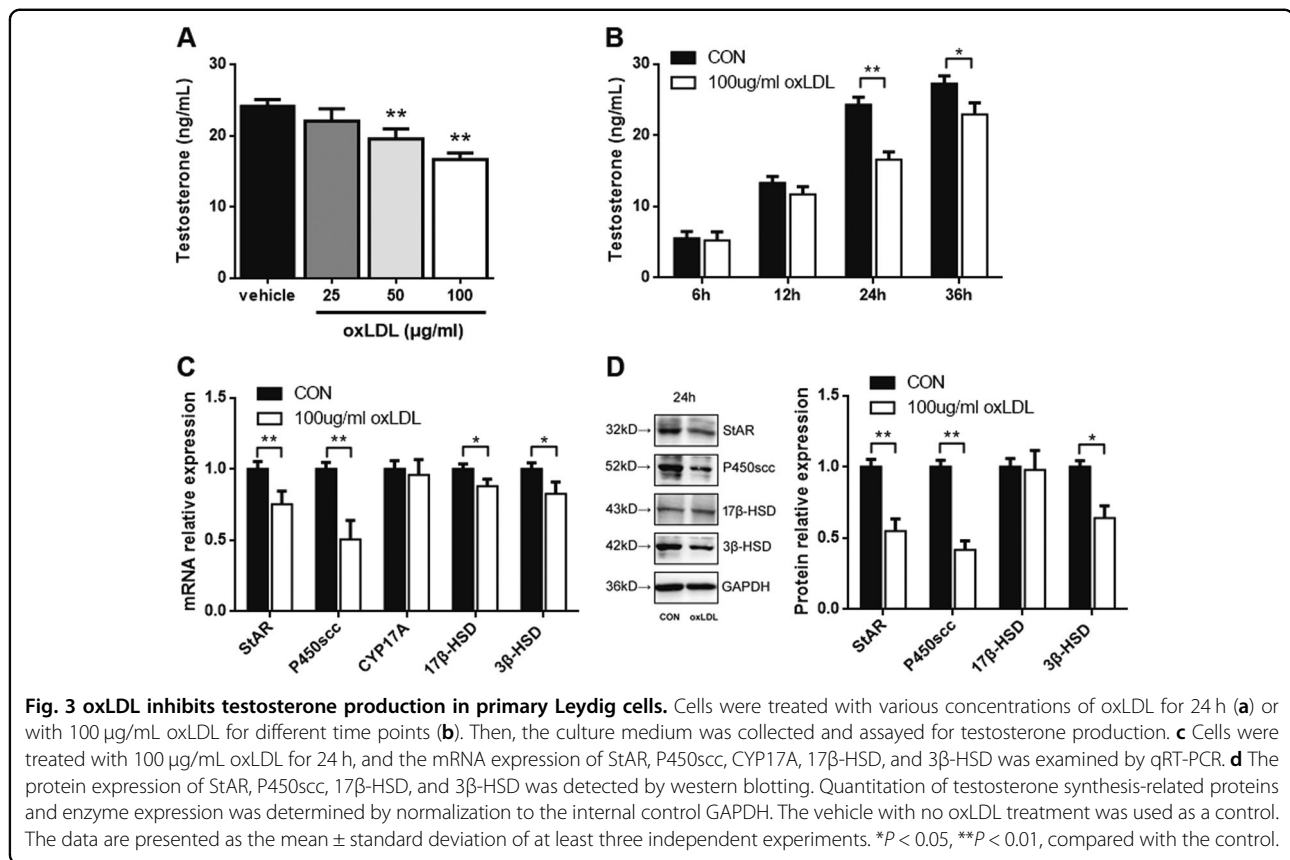 A
Testosterone (ng/mL)
30
20
10
0
**
**
vehicle 25 50 100
oxLDL (µg/ml)
B
CON
100ug/ml oxLDL
Testosterone (ng/mL)
30
20
10
0
**
*
6h 12h 24h 36h
C
CON
100ug/ml oxLDL
mRNA relative expression
1.5
1.0
0.5
0.0
** ** * *
StAR P450scc CYP17A 17β-HSD 3β-HSD
D
24h
32kD→ StAR
52kD→ P450scc
43kD→ 17β-HSD
42kD→ 3β-HSD
36kD→ GAPDH
CON oxLDL
CON
100ug/ml oxLDL
Protein relative expression
1.5
1.0
0.5
0.0
** ** *
StAR P450scc 17β-HSD 3β-HSD
Fig. 3 oxLDL inhibits testosterone production in primary Leydig cells. Cells were treated with various concentrations of oxLDL for 24 h (a) or
with 100 µg/mL oxLDL for different time points (b). Then, the culture medium was collected and assayed for testosterone production. c Cells were
treated with 100 µg/mL oxLDL for 24 h, and the mRNA expression of StAR, P450scc, CYP17A, 17β-HSD, and 3β-HSD was examined by qRT-PCR. d The
protein expression of StAR, P450scc, 17β-HSD, and 3β-HSD was detected by western blotting. Quantitation of testosterone synthesis-related proteins
and enzyme expression was determined by normalization to the internal control GAPDH. The vehicle with no oxLDL treatment was used as a control.
The data are presented as the mean ± standard deviation of at least three independent experiments. *P < 0.05, **P < 0.01, compared with the control.